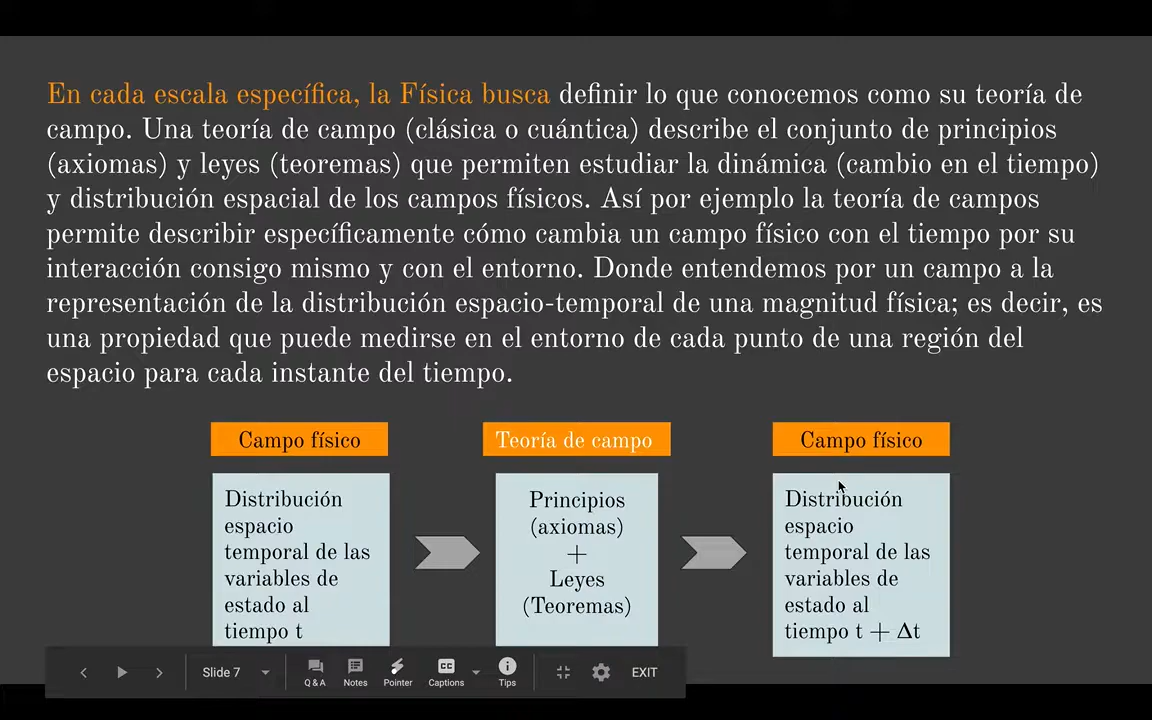 En cada escala específica, la Física busca definir lo que conocemos como su teoría de
campo. Una teoría de campo (clásica o cuántica) describe el conjunto de principios
(axiomas) y leyes (teoremas) que permiten estudiar la dinámica (cambio en el tiempo)
y distribución espacial de los campos físicos. Así por ejemplo la teoría de campos
permite describir específicamente cómo cambia un campo físico con el tiempo por su
interacción consigo mismo y con el entorno. Donde entendemos por un campo a la
representación de la distribución espacio-temporal de una magnitud física; es decir, es
una propiedad que puede medirse en el entorno de cada punto de una región del
espacio para cada instante del tiempo.
Campo físico
Distribución
espacio
temporal de las
variables de
estado al
tiempo t
Teoría de campo
Principios
(axiomas)
+
Leyes
(Teoremas)
Campo físico
Distribución
espacio
temporal de las
variables de
estado al
tiempo t + Δt
Slide 7
Q & A
Notes
Pointer
CC
Captions
Tips
EXIT